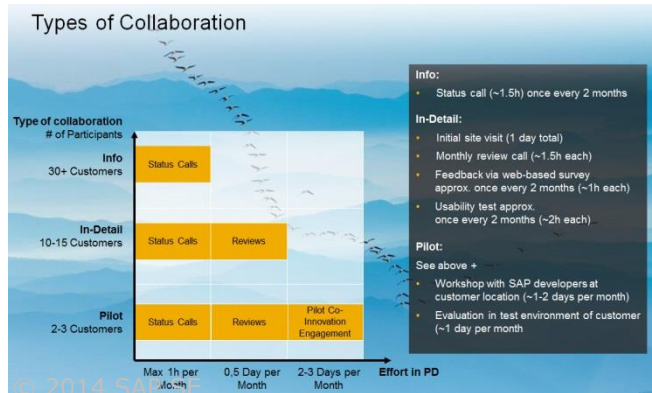 Types of Collaboration
Type of collaboration
# of Participants
Info
30+ Customers
Status Calls
In-Detail
10-15 Customers
Status Calls
Reviews
Pilot
2-3 Customers
Status Calls
Reviews
Pilot Co-
Innovation
Engagement
Max 1h per
Month
0,5 Day per
Month
2-3 Days per
Month
Effort in PD
Info:
• Status call (~1.5h) once every 2 months
In-Detail:
• Initial site visit (1 day total)
• Monthly review call (~1.5h each)
• Feedback via web-based survey
approx. once every 2 months (~1h each)
• Usability test approx.
once every 2 months (~2h each)
Pilot:
See above +
• Workshop with SAP developers at
customer location (~1-2 days per month)
• Evaluation in test environment of customer
(~1 day per month
© 2014 SAP SE